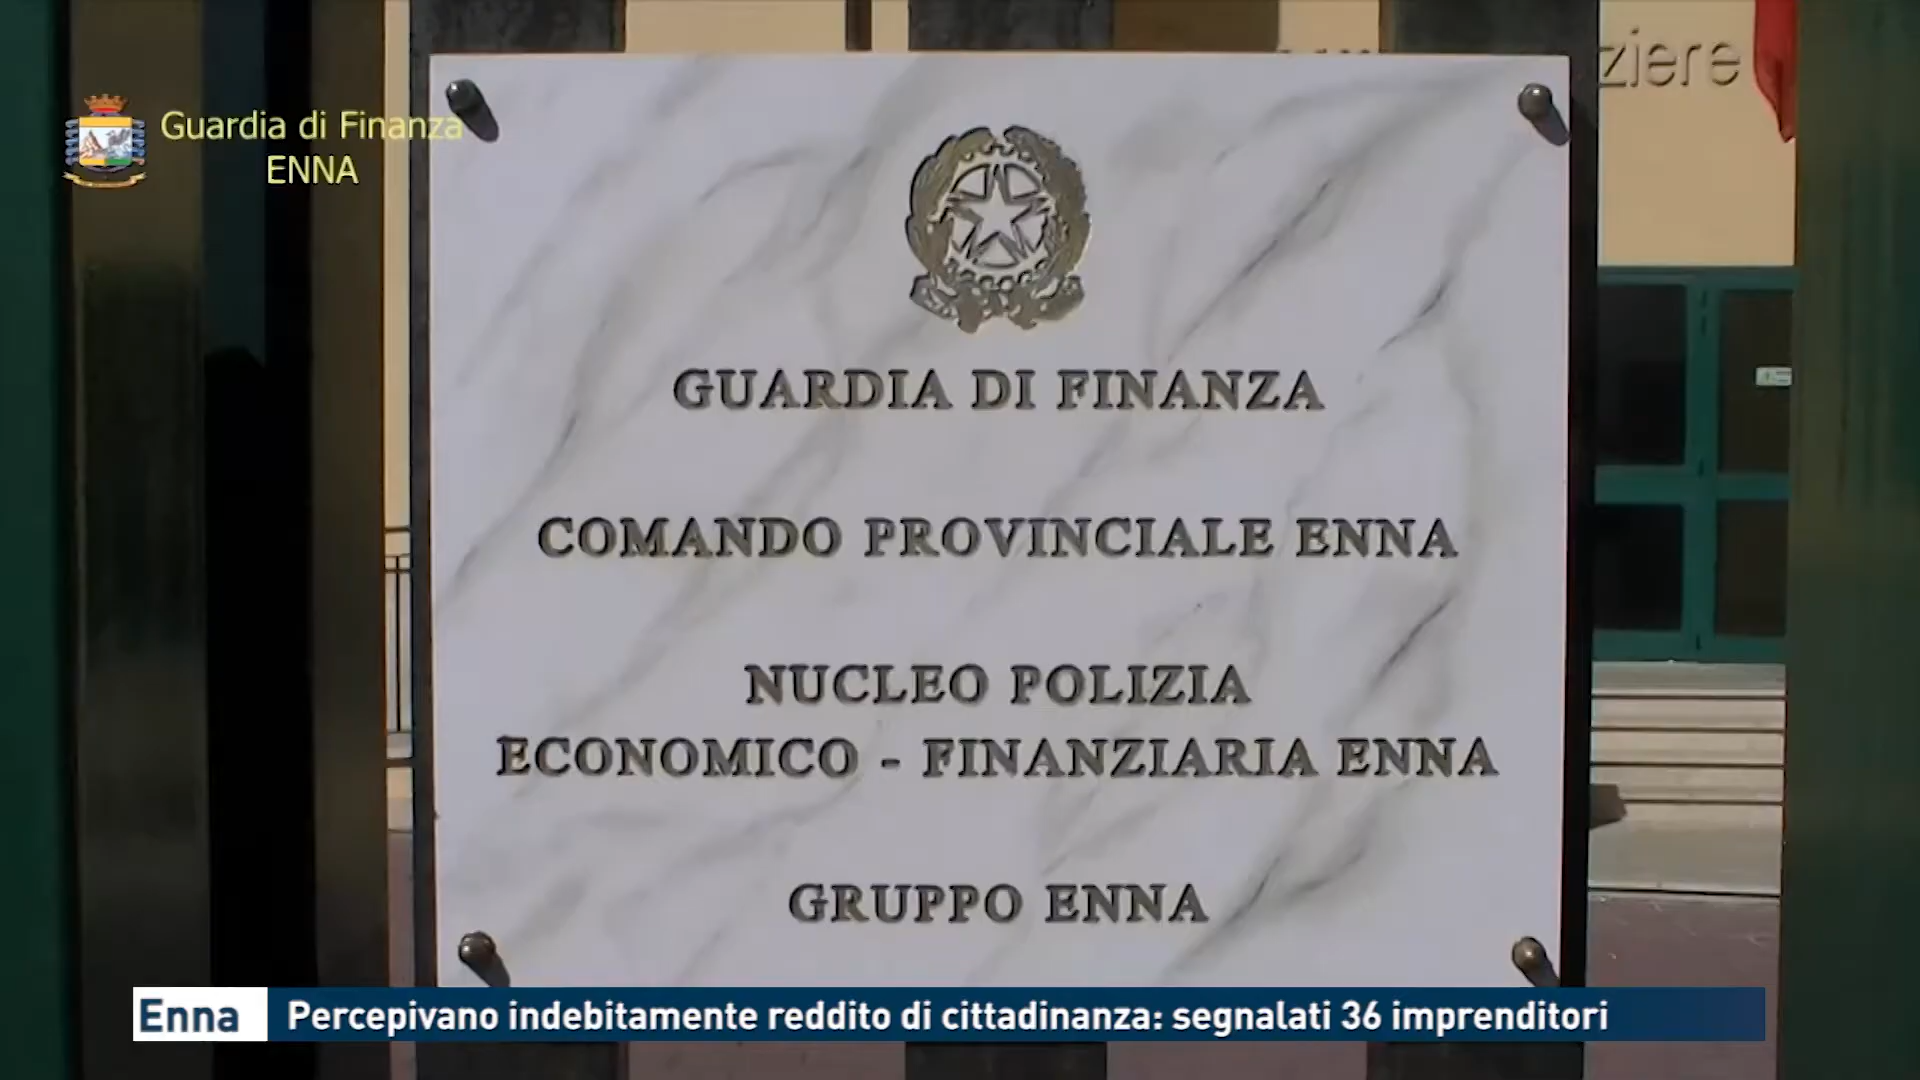 ziere
Guardia di Finanza
ENNA
GUARDIA DI FINANZA
COMANDO PROVINCIALE ENNA
NUCLEO POLIZIA
ECONOMICO - FINANZIARIA ENNA
GRUPPO ENNA
Enna Percepivano indebitamente reddito di cittadinanza: segnalati 36 imprenditori